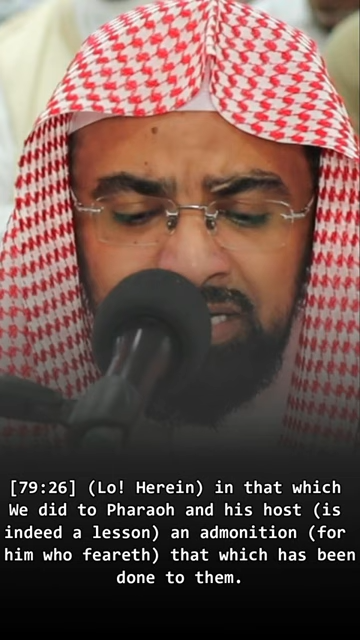 [79:26] (Lo! Herein) in that which
We did to Pharaoh and his host (is
indeed a lesson) an admonition (for
him who feareth) that which has been
done to them.